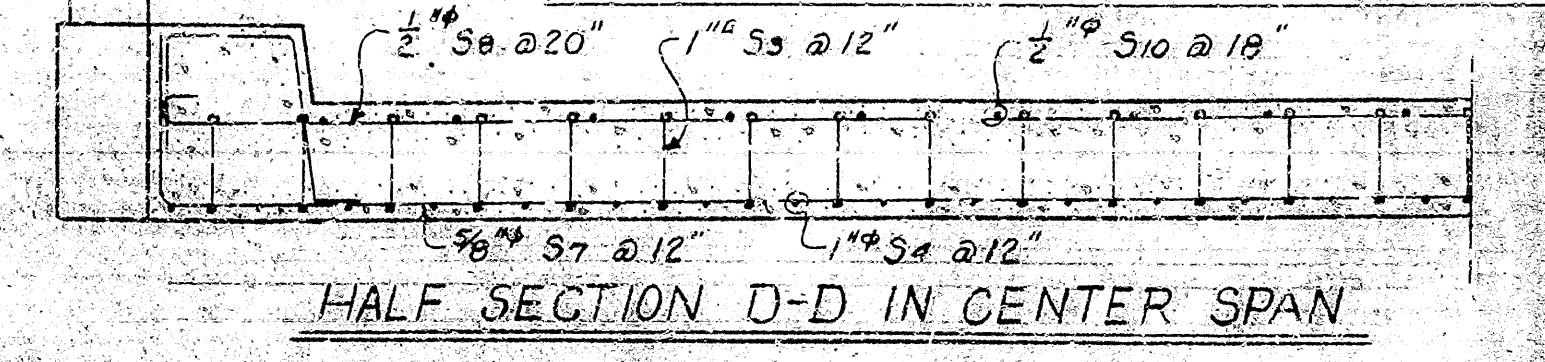 1/2"φ S8 @ 20"
1"□ S3 @ 12"
1/2"φ S10 @ 18"
5/8"φ S7 @ 12"
1"φ S4 @ 12"
HALF SECTION D-D IN CENTER SPAN